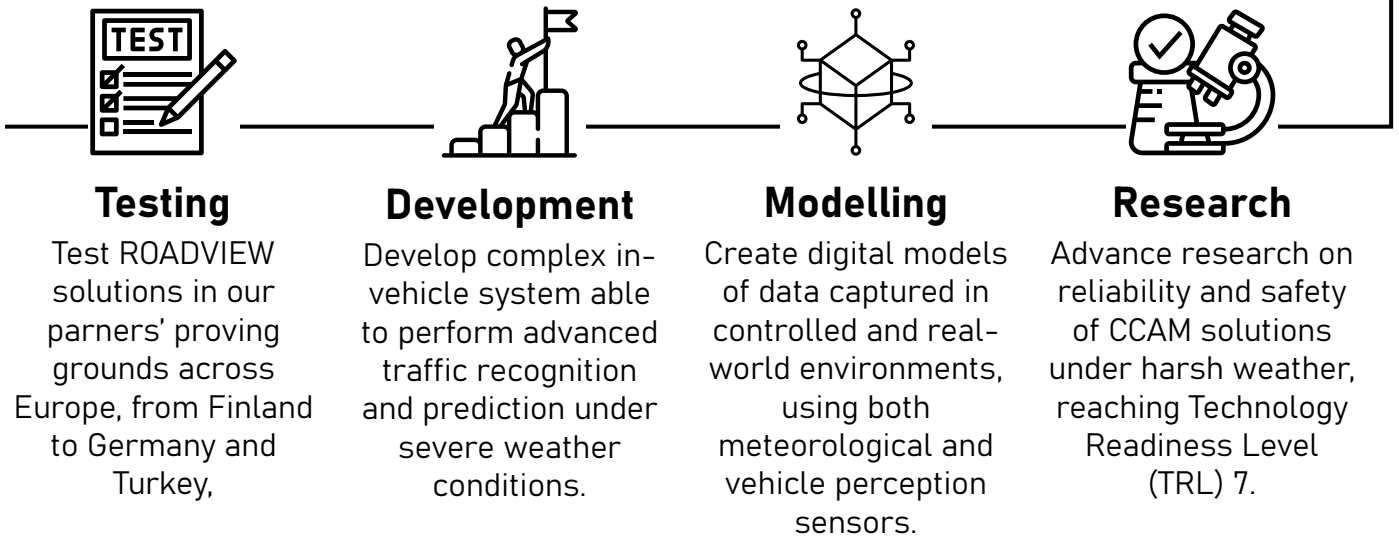 TEST
Testing
Test ROADVIEW
solutions in our
parners’ proving
grounds across
Europe, from Finland
to Germany and
Turkey,
Development
Develop complex in-
vehicle system able
to perform advanced
traffic recognition
and prediction under
severe weather
conditions.
Modelling
Create digital models
of data captured in
controlled and real-
world environments,
using both
meteorological and
vehicle perception
sensors.
Research
Advance research on
reliability and safety
of CCAM solutions
under harsh weather,
reaching Technology
Readiness Level
(TRL) 7.